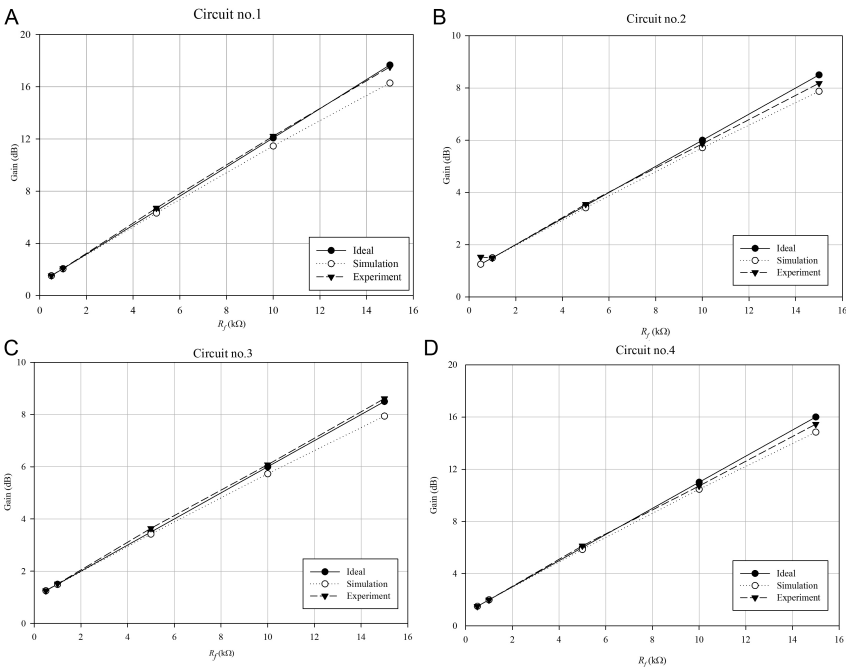 A
Circuit no.1
20
16
12
8
4
0
Gain (dB)
0 2 4 6 8 10 12 14 16
Rf (kΩ)
Ideal
Simulation
Experiment
B
Circuit no.2
10
8
6
4
2
0
Gain (dB)
0 2 4 6 8 10 12 14 16
Rf (kΩ)
Ideal
Simulation
Experiment
C
Circuit no.3
10
8
6
4
2
0
Gain (dB)
0 2 4 6 8 10 12 14 16
Rf (kΩ)
Ideal
Simulation
Experiment
D
Circuit no.4
20
16
12
8
4
0
Gain (dB)
0 2 4 6 8 10 12 14 16
Rf (kΩ)
Ideal
Simulation
Experiment